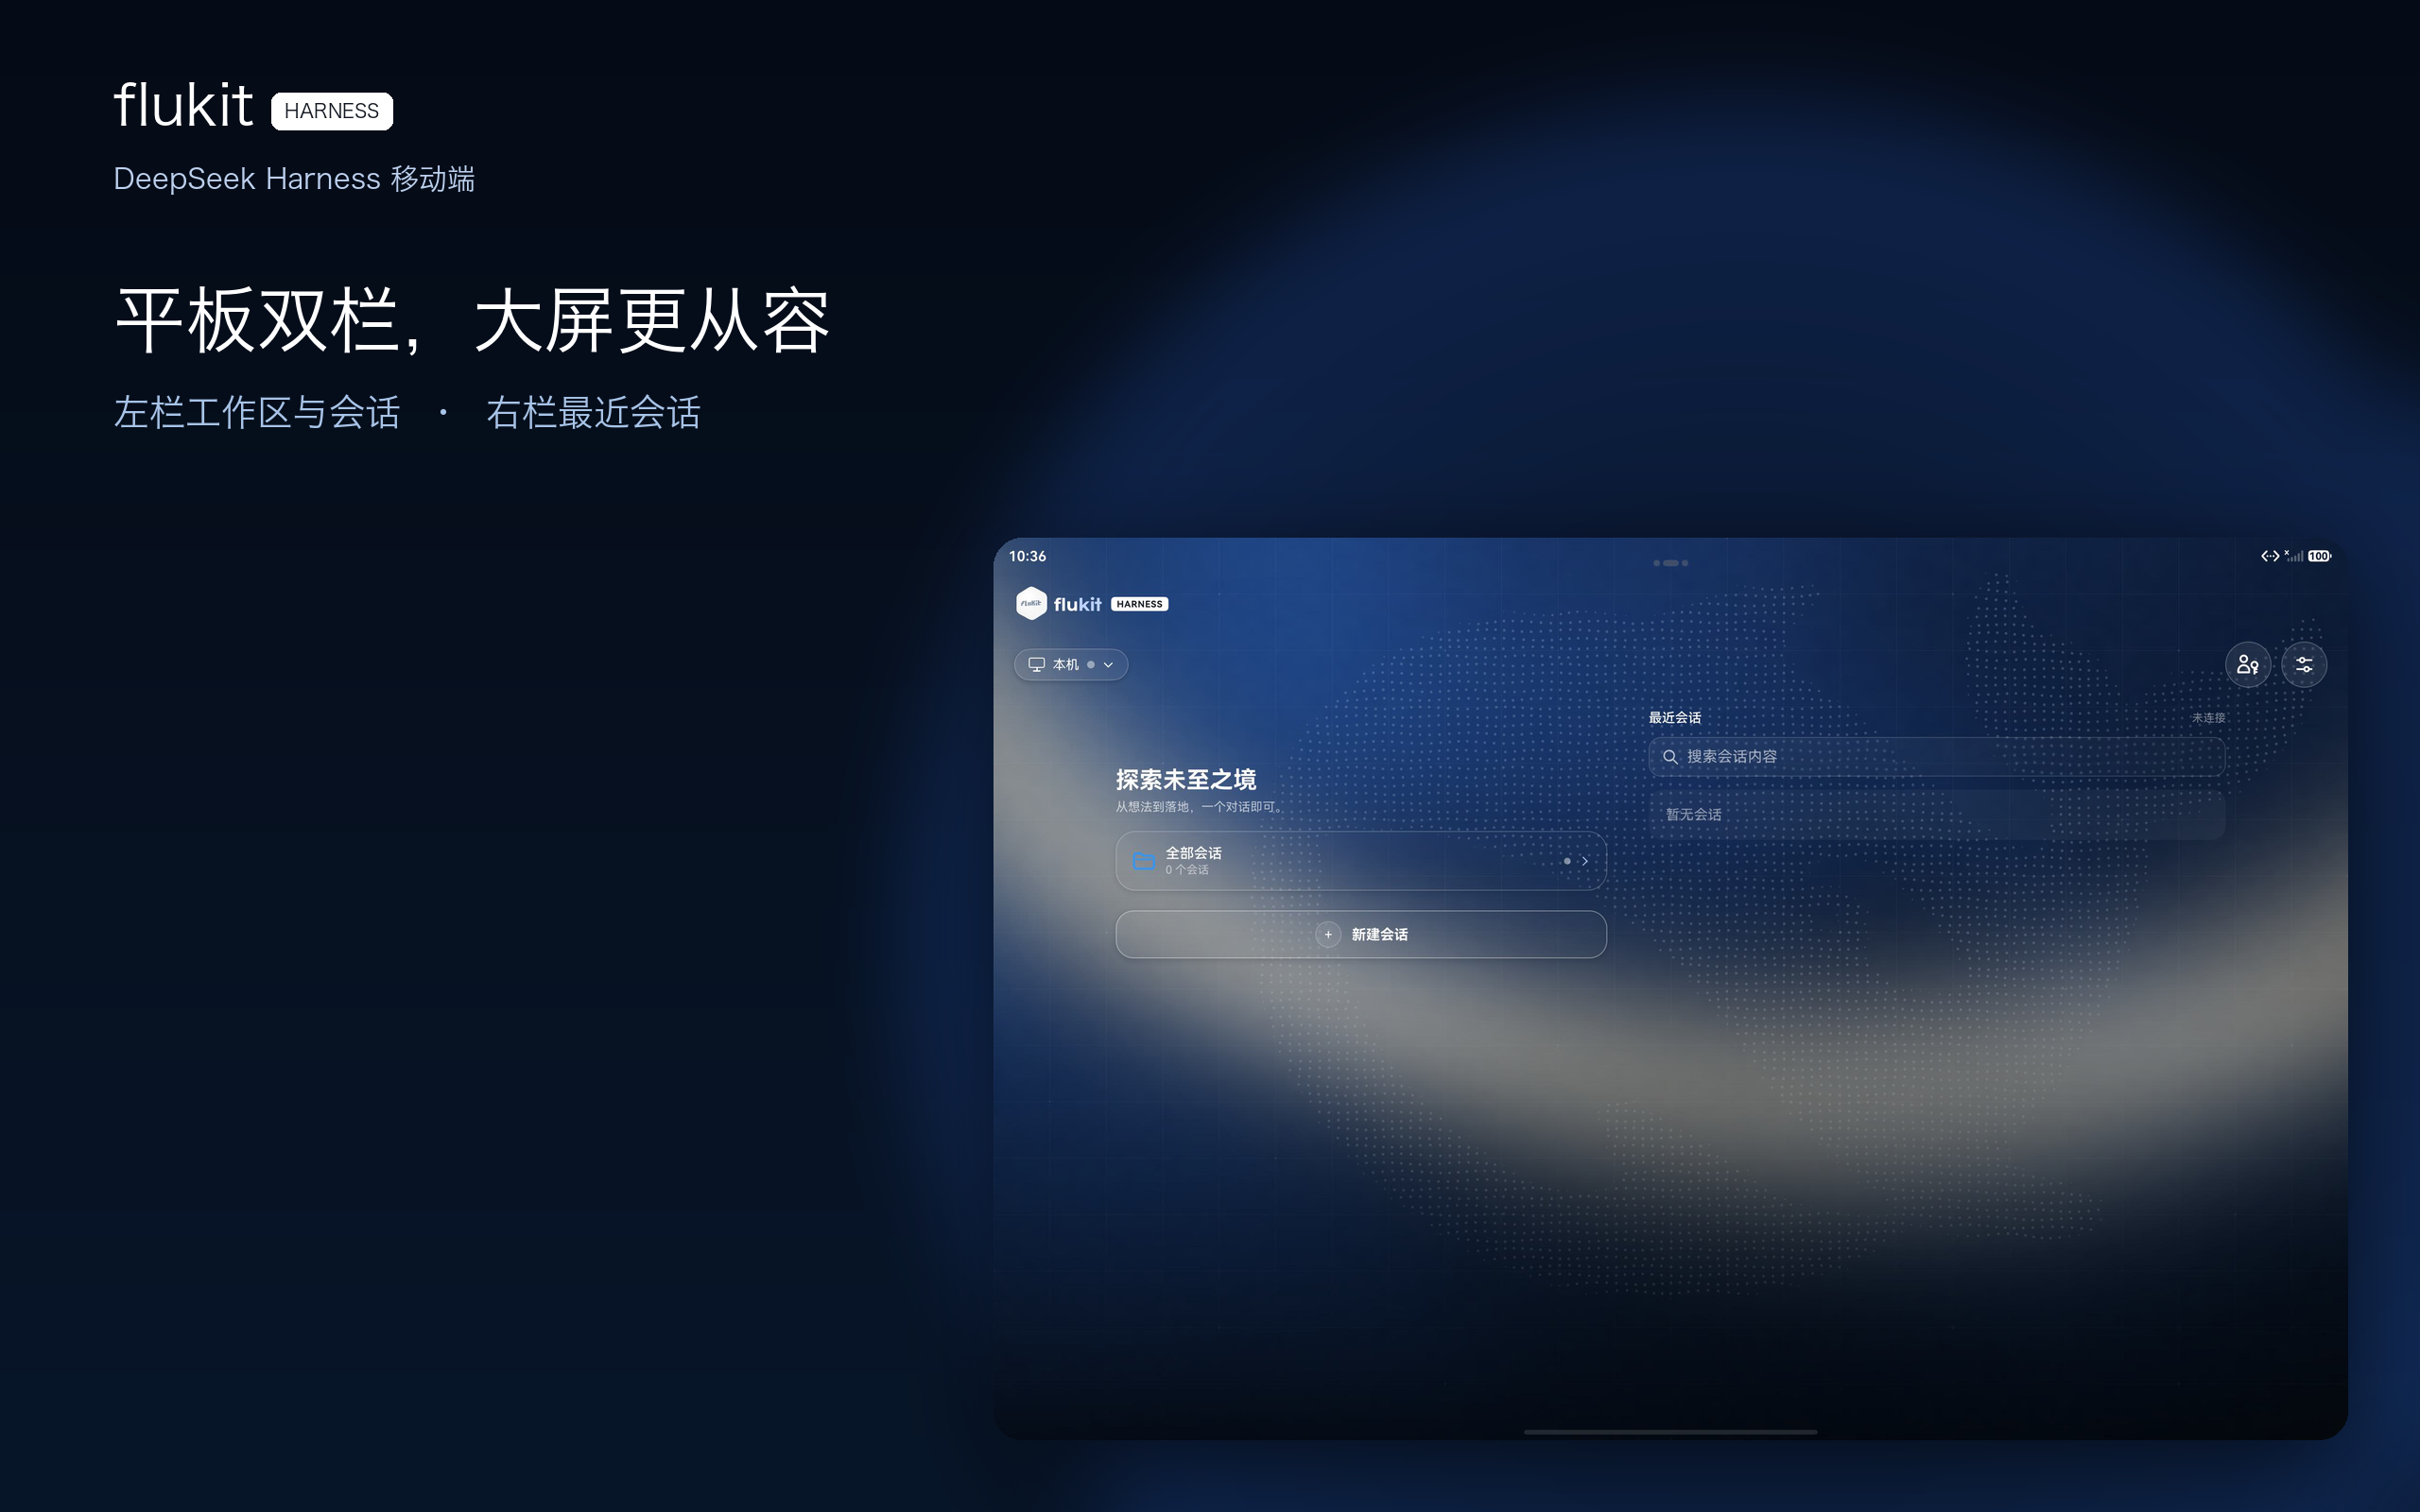 flukit HARNESS
DeepSeek Harness 移动端
平板双栏，大屏更从容
左栏工作区与会话 · 右栏最近会话
10:36
100
flukit
flukit HARNESS
本机
最近会话
未连接
搜索会话内容
暂无会话
探索未至之境
从想法到落地，一个对话即可。
全部会话
0 个会话
+ 新建会话